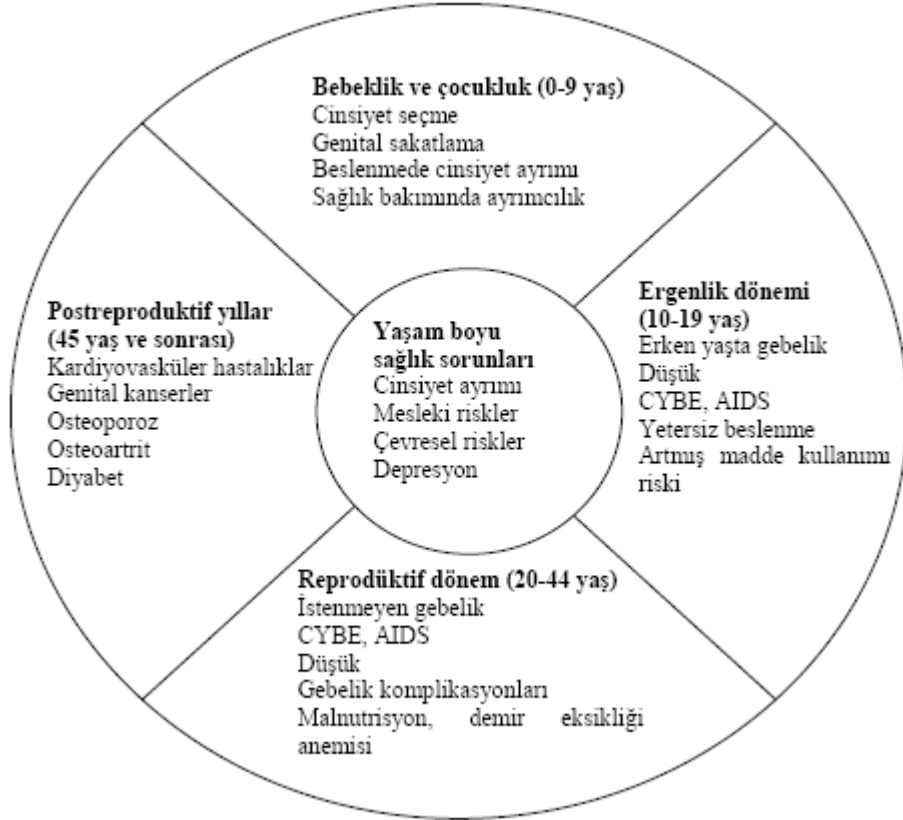 Bebeklik ve çocukluk (0-9 yaş)
Cinsiyet seçme
Genital sakatlama
Beslenmede cinsiyet ayrımı
Sağlık bakımında ayrımcılık
Postreproduktif yıllar
(45 yaş ve sonrası)
Kardiyovasküler hastalıklar
Genital kanserler
Osteoporoz
Osteoartrit
Diyabet
Yaşam boyu
sağlık sorunları
Cinsiyet ayrımı
Mesleki riskler
Çevresel riskler
Depresyon
Ergenlik dönemi
(10-19 yaş)
Erken yaşta gebelik
Düşük
CYBE, AIDS
Yetersiz beslenme
Artmış madde kullanımı
riski
Reprodüktif dönem (20-44 yaş)
İstenmeyen gebelik
CYBE, AIDS
Düşük
Gebelik komplikasyonları
Malnutrisyon, demir eksikliği
anemisi